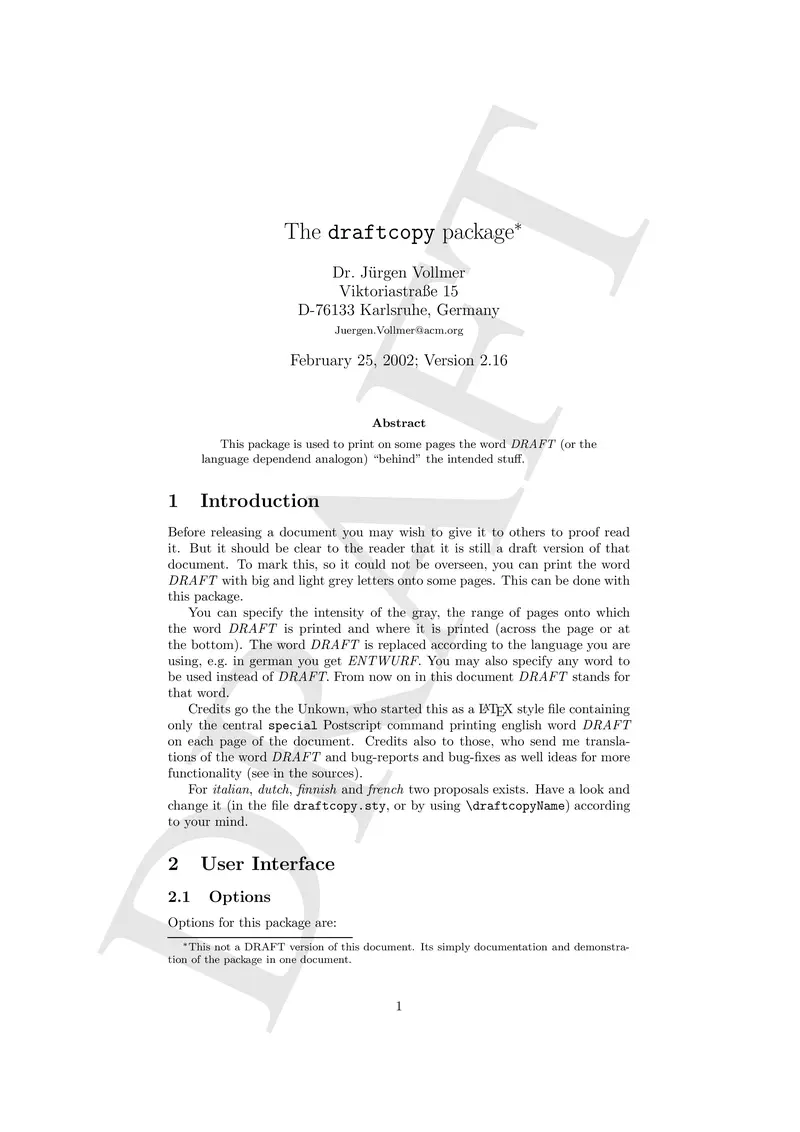 The draftcopy package*
Dr. Jürgen Vollmer
Viktoriastraße 15
D-76133 Karlsruhe, Germany
Juergen.Vollmer@acm.org
February 25, 2002; Version 2.16
Abstract
This package is used to print on some pages the word DRAFT (or the
language dependend analogon) “behind” the intended stuff.
1 Introduction
Before releasing a document you may wish to give it to others to proof read
it. But it should be clear to the reader that it is still a draft version of that
document. To mark this, so it could not be overseen, you can print the word
DRAFT with big and light grey letters onto some pages. This can be done with
this package.
You can specify the intensity of the gray, the range of pages onto which
the word DRAFT is printed and where it is printed (across the page or at
the bottom). The word DRAFT is replaced according to the language you are
using, e.g. in german you get ENTWURF. You may also specify any word to
be used instead of DRAFT. From now on in this document DRAFT stands for
that word.
Credits go the the Unkown, who started this as a LATEX style file containing
only the central special Postscript command printing english word DRAFT
on each page of the document. Credits also to those, who send me transla-
tions of the word DRAFT and bug-reports and bug-fixes as well ideas for more
functionality (see in the sources).
For italian, dutch, finnish and french two proposals exists. Have a look and
change it (in the file draftcopy.sty, or by using \draftcopyName) according
to your mind.
2 User Interface
2.1 Options
Options for this package are:
*This not a DRAFT version of this document. Its simply documentation and demonstra-
tion of the package in one document.
1
DRAFT